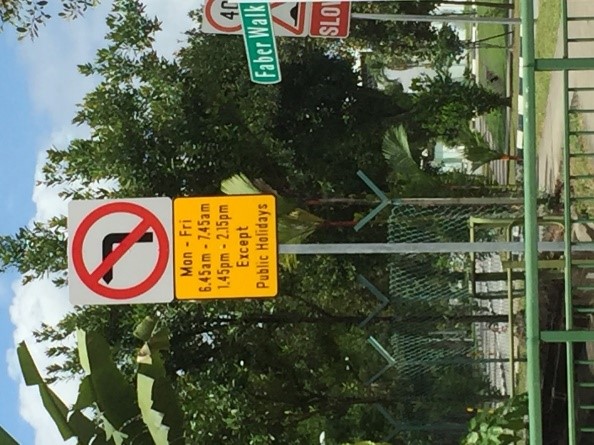 Mon - Fri
6.45am - 7.45am
1.45pm - 2.15pm
Except
Public Holidays
40
SLOW
Faber Walk